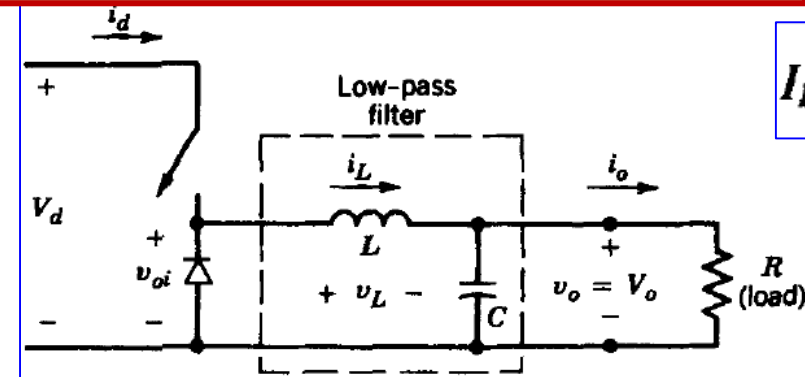 i_d
+
Low-pass
filter
i_L
i_o
V_d
+
L
+
R
(load)
v_oi
+ v_L −
v_o = V_o
C
−
−
−